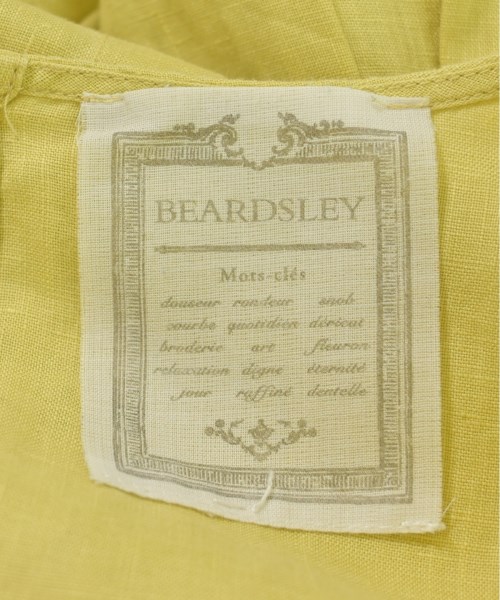 BEARDSLEY
Mots-clés
douceur rondeur snob
courbe quotidien délicat
broderie art fleuron
relaxation digne éternité
jour raffiné dentelle